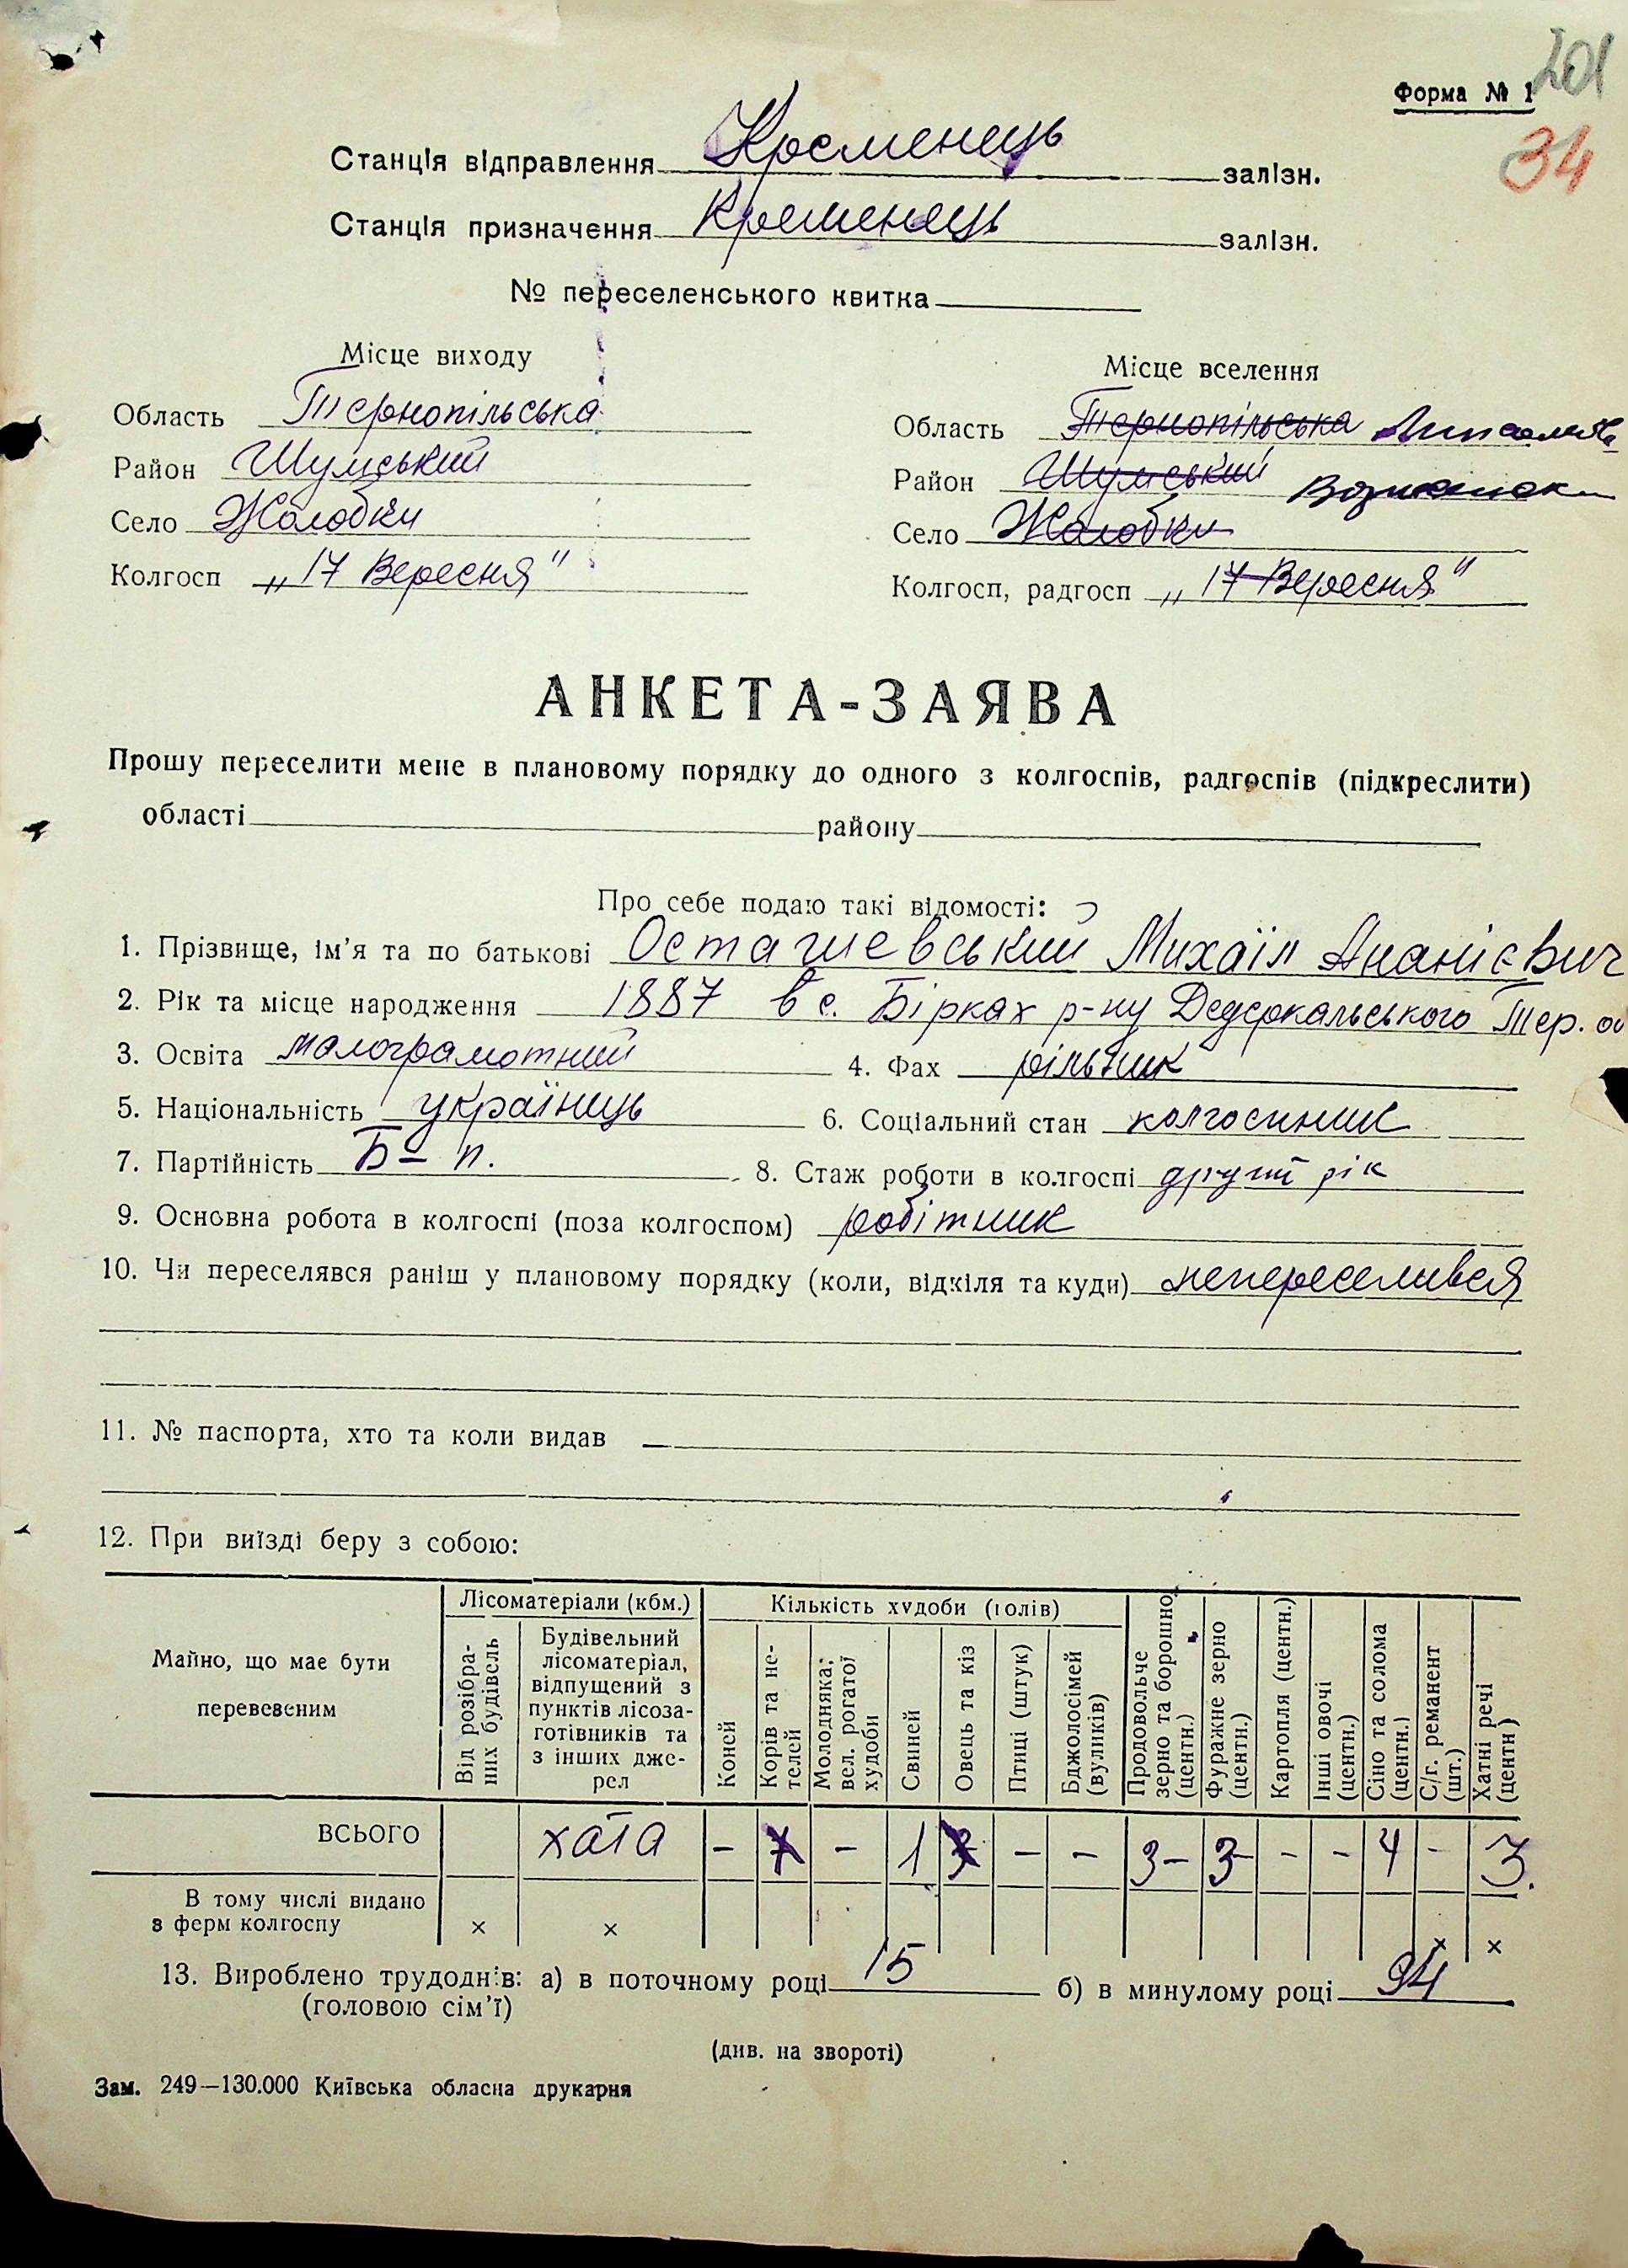 201
Форма № 1
34
Станція відправлення Кременець залізн.
Станція призначення Кременець залізн.
№ переселенського квитка
Місце виходу
Область Тернопільська
Район Шумський
Село Жолобки
Колгосп „17 Вересня"
Місце вселення
Область Тернопільська
Район Шумський
Село Жолобки
Колгосп, радгосп „17 Вересня"
АНКЕТА-ЗАЯВА
Прошу переселити мене в плановому порядку до одного з колгоспів, радгоспів (підкреслити)
області району
Про себе подаю такі відомості:
1. Прізвище, ім'я та по батькові Осташевський Михаїл Ананієвич
2. Рік та місце народження 1887 в с. Бірках р-ну Дедеркальського Тер. об
3. Освіта малограмотний 4. Фах рільник
5. Національність українець 6. Соціальний стан колгоспник
7. Партійність Б-п. 8. Стаж роботи в колгоспі другий рік
9. Основна робота в колгоспі (поза колгоспом) робітник
10. Чи переселявся раніш у плановому порядку (коли, відкіля та куди) непереселився
11. № паспорта, хто та коли видав —
12. При виїзді беру з собою:
Майно, що має бути перевезеним
Лісоматеріали (кбм.)
Від розібраних будівель
Будівельний лісоматеріал, відпущений з пунктів лісозаготівників та з інших джерел
Кількість худоби (голів)
Коней
Корів та нетелей
Молодняка вел. рогатої худоби
Свиней
Овець та кіз
Птиці (штук)
Бджолосімей (вуликів)
Продовольче зерно та борошно (центн.)
Фуражне зерно (центн.)
Картопля (центн.)
Інші овочі (центн.)
Сіно та солома (центн.)
С/г. реманент (шт.)
Хатні речі (центн)
ВСЬОГО хата - - 1 - - 3- 3- - - 4 - 3.
В тому числі видано з ферм колгоспу × × × ×
13. Вироблено трудоднів: а) в поточному році 15 б) в минулому році 94
(головою сім'ї)
(див. на звороті)
Зам. 249—130.000 Київська обласна друкарня